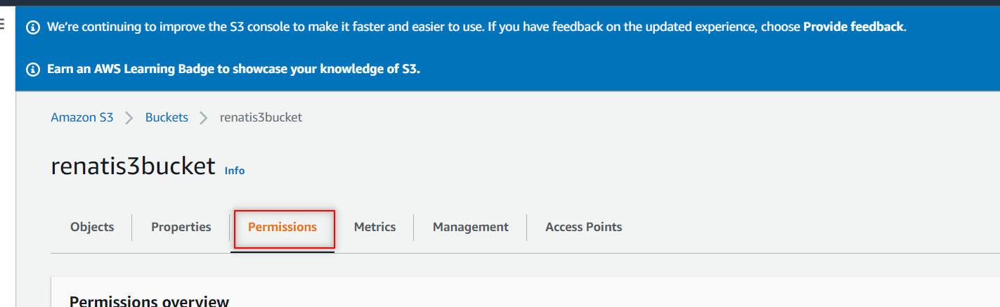 We're continuing to improve the S3 console to make it faster and easier to use. If you have feedback on the updated experience, choose Provide feedback.
Earn an AWS Learning Badge to showcase your knowledge of S3.
Amazon S3 Buckets renatis3bucket
renatis3bucket Info
Objects Properties Permissions Metrics Management Access Points
Permissions overview